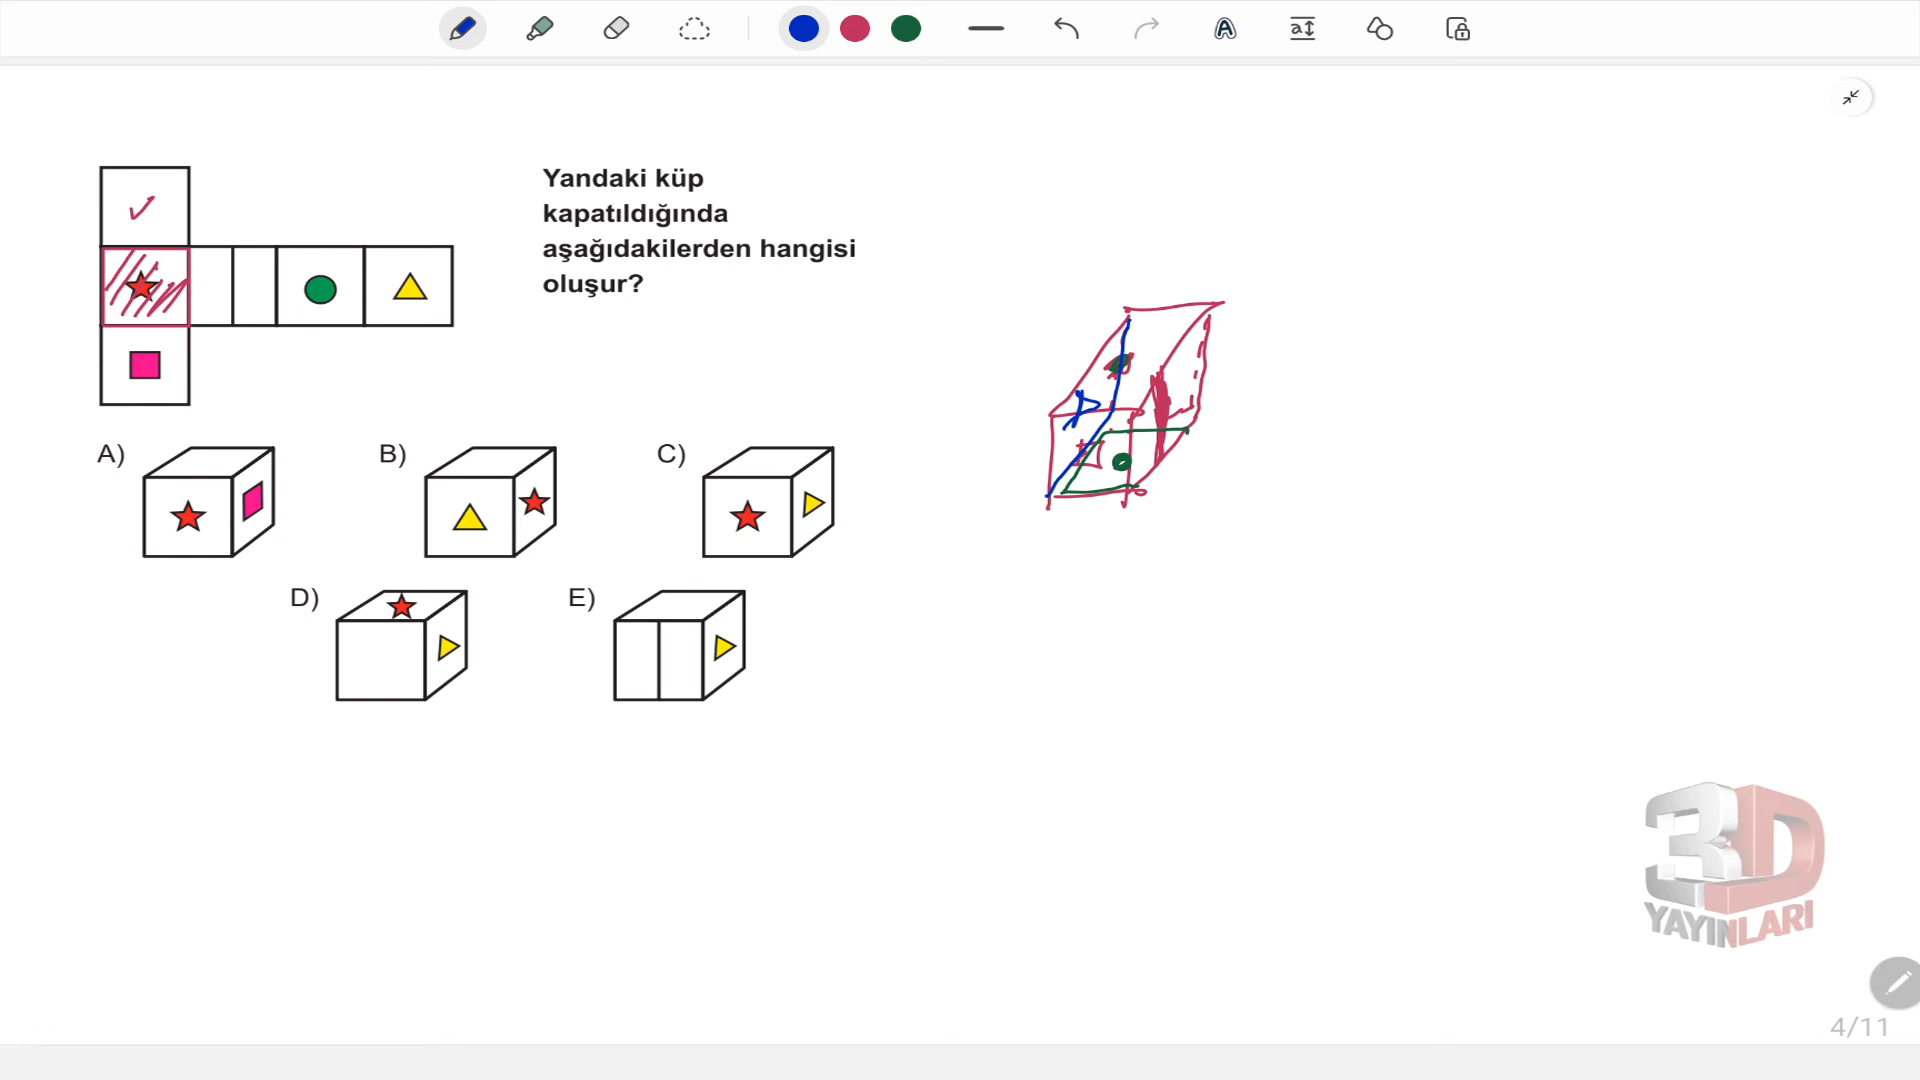 Yandaki küp
kapatıldığında
aşağıdakilerden hangisi
oluşur?
A)
B)
C)
D)
E)
3D
YAYINLARI
4/11